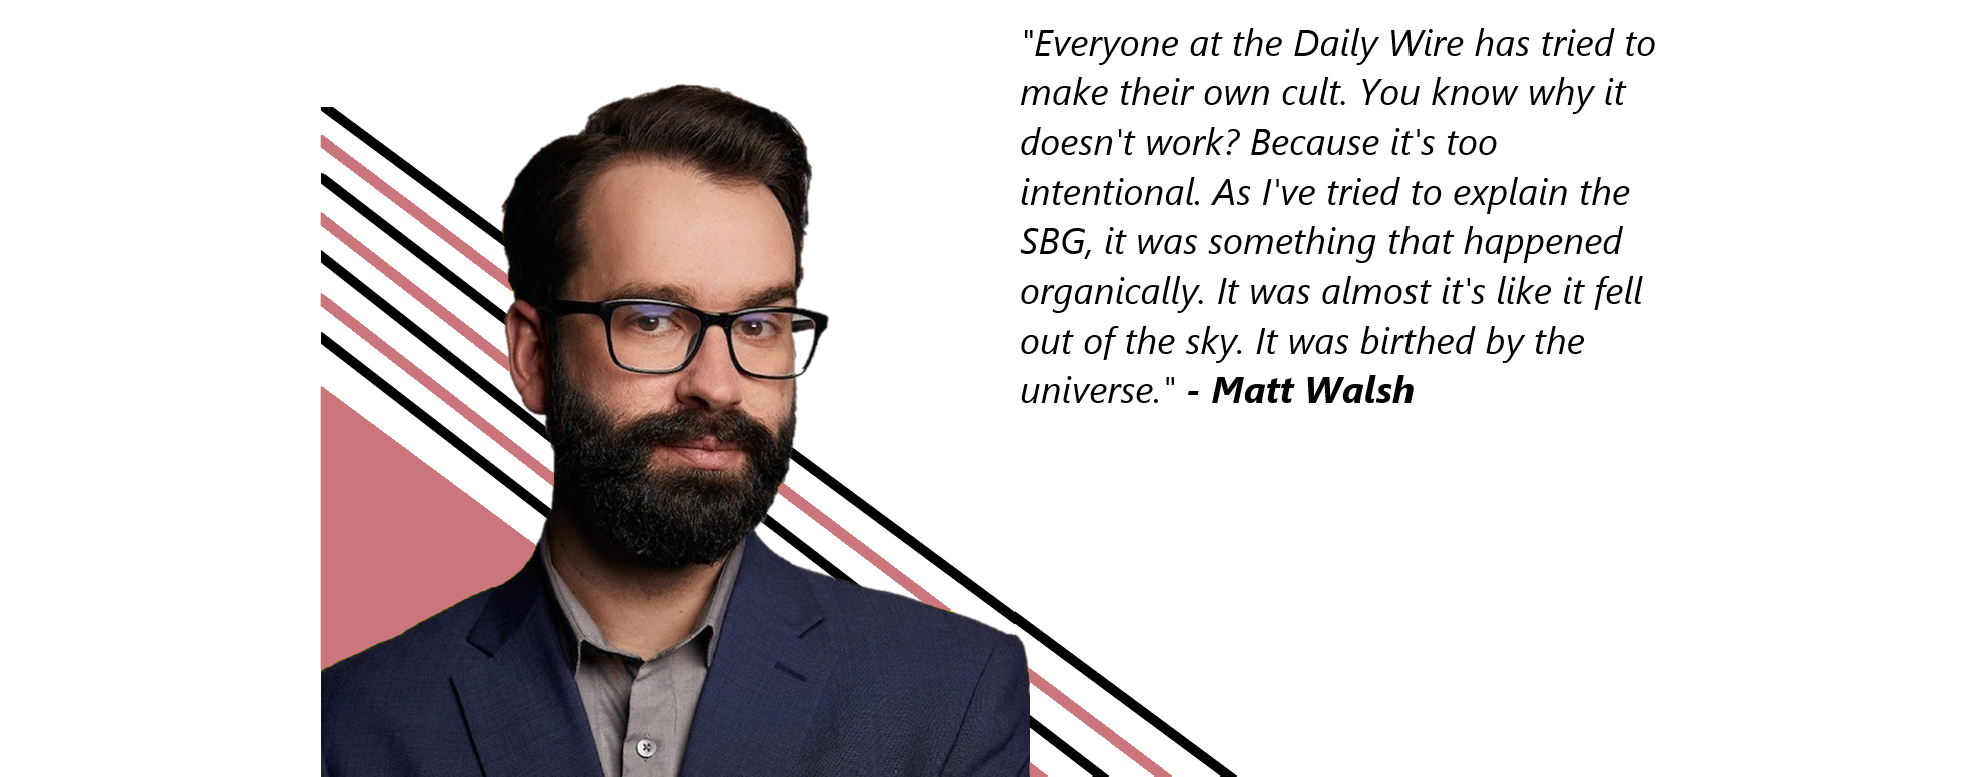 "Everyone at the Daily Wire has tried to
make their own cult. You know why it
doesn't work? Because it's too
intentional. As I've tried to explain the
SBG, it was something that happened
organically. It was almost it's like it fell
out of the sky. It was birthed by the
universe." - Matt Walsh